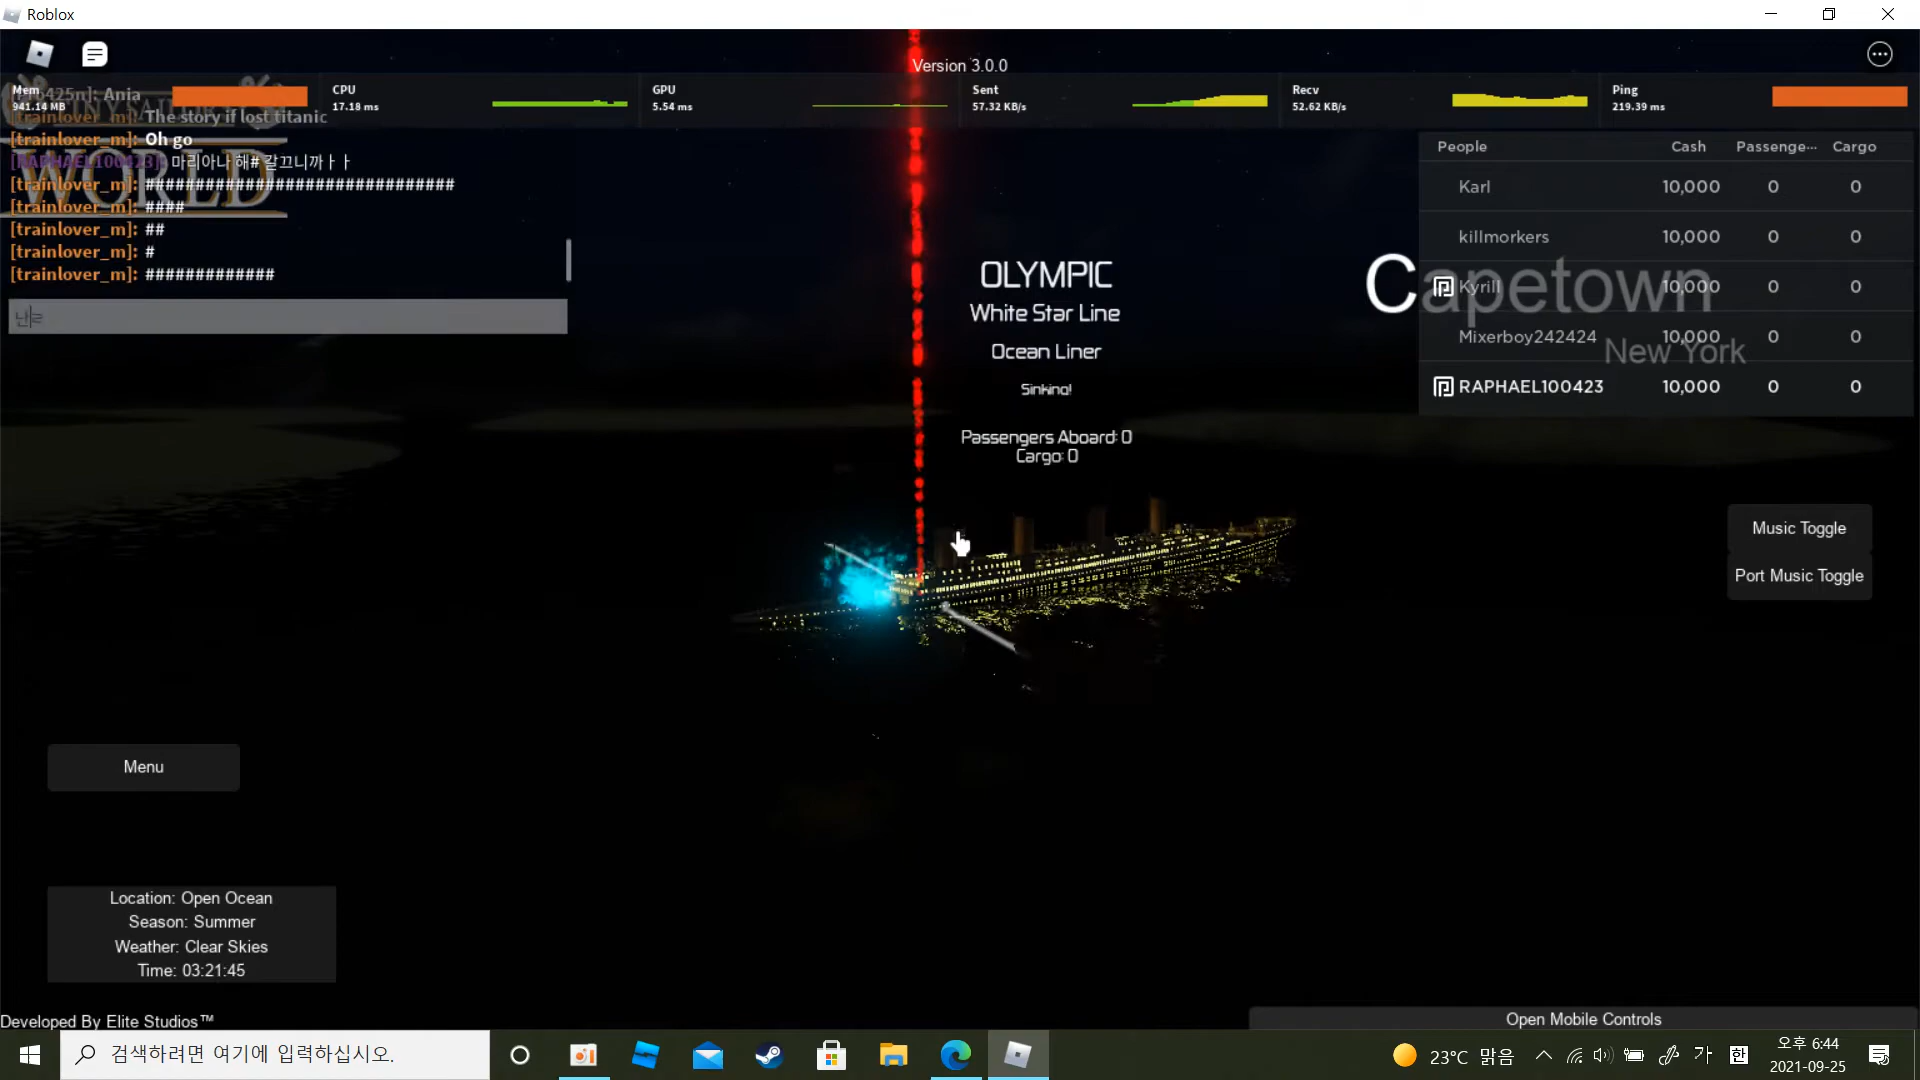 Roblox
Version 3.0.0
Mem
941.14 MB
CPU
17.18 ms
GPU
5.54 ms
Sent
57.32 KB/s
Recv
52.62 KB/s
Ping
219.39 ms
Ania
[trainlover_m]: The story if lost titanic
[trainlover_m]: Oh go
[RAPHAEL100423]: 마리아나 해# 갈끄니까ㅏㅏ
[trainlover_m]: ###############################
[trainlover_m]: ####
[trainlover_m]: ##
[trainlover_m]: #
[trainlover_m]: #############
WORLD
People Cash Passenge··· Cargo
Karl 10,000 0 0
killmorkers 10,000 0 0
Kyrill 10,000 0 0
Mixerboy242424 10,000 0 0
RAPHAEL100423 10,000 0 0
Capetown
New York
OLYMPIC
White Star Line
Ocean Liner
Sinking!
Passengers Aboard: 0
Cargo: 0
Music Toggle
Port Music Toggle
Menu
Location: Open Ocean
Season: Summer
Weather: Clear Skies
Time: 03:21:45
Developed By Elite Studios™
Open Mobile Controls
검색하려면 여기에 입력하십시오.
23°C 맑음
가
한
오후 6:44
2021-09-25